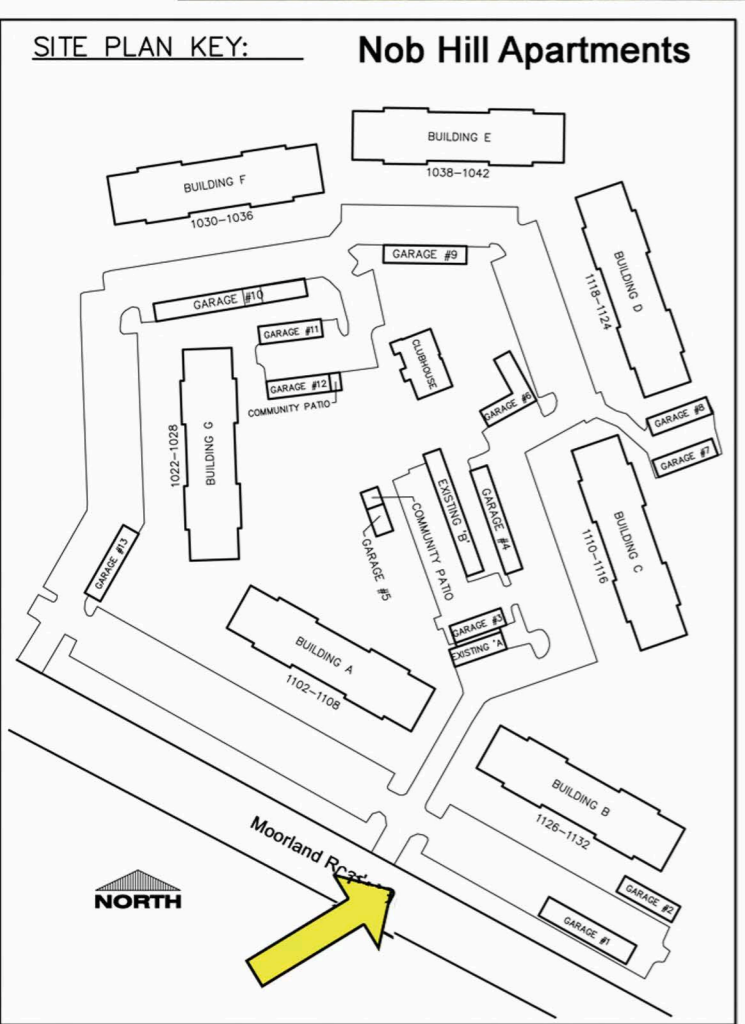 SITE PLAN KEY:
Nob Hill Apartments
BUILDING E
1038-1042
BUILDING F
1030-1036
BUILDING D
1118-1124
GARAGE #9
GARAGE #10
GARAGE #11
GARAGE #12
COMMUNITY PATIO
CLUBHOUSE
GARAGE #6
GARAGE #8
GARAGE #7
BUILDING G
1022-1028
EXISTING 'B'
GARAGE #4
COMMUNITY PATIO
GARAGE #5
BUILDING C
1110-1116
GARAGE #13
GARAGE #3
EXISTING 'A'
BUILDING A
1102-1108
BUILDING B
1126-1132
Moorland Road
NORTH
GARAGE #2
GARAGE #1